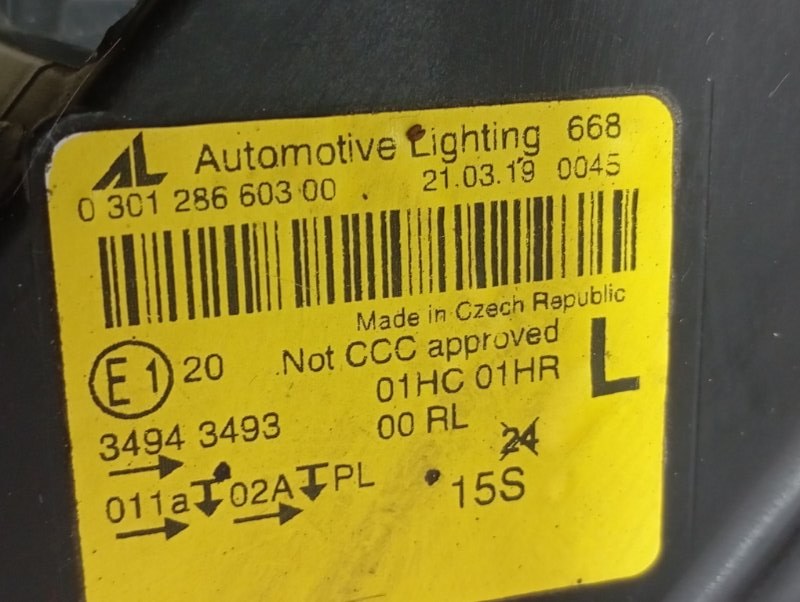 AL Automotive Lighting 668
0 301 286 603 00 21.03.19 0045
Made in Czech Republic
E1 20 Not CCC approved L
01HC 01HR
3494 3493 00 RL 24
011a 02A PL 15S